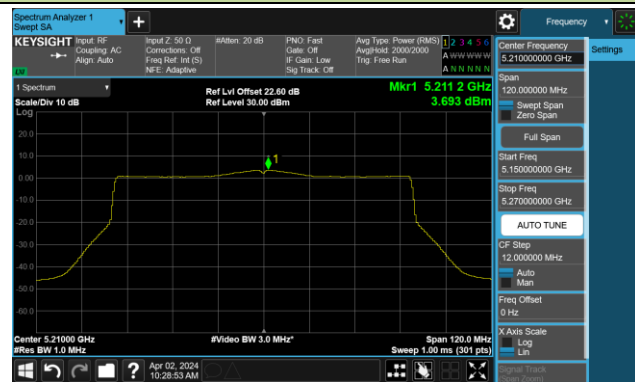 Spectrum Analyzer 1
Swept SA
+
Frequency
KEYSIGHT
Input: RF
Coupling: AC
Align: Auto
Input Z: 50 Ω
Corrections: Off
Freq Ref: Int (S)
NFE: Adaptive
#Atten: 20 dB
PNO: Fast
Gate: Off
IF Gain: Low
Sig Track: Off
Avg Type: Power (RMS)
Avg|Hold: 2000/2000
Trig: Free Run
1 2 3 4 5 6
A W W W W W
A N N N N N
1 Spectrum
Scale/Div 10 dB
Log
Ref Lvl Offset 22.60 dB
Ref Level 30.00 dBm
Mkr1 5.211 2 GHz
3.693 dBm
20.0
10.0
0.00
-10.0
-20.0
-30.0
-40.0
-50.0
-60.0
1
Center 5.21000 GHz
#Res BW 1.0 MHz
#Video BW 3.0 MHz*
Span 120.0 MHz
Sweep 1.00 ms (301 pts)
Apr 02, 2024
10:28:53 AM
?
Center Frequency
5.210000000 GHz
Settings
Span
120.000000 MHz
Swept Span
Zero Span
Full Span
Start Freq
5.150000000 GHz
Stop Freq
5.270000000 GHz
AUTO TUNE
CF Step
12.000000 MHz
Auto
Man
Freq Offset
0 Hz
X Axis Scale
Log
Lin
Signal Track
(Span Zoom)